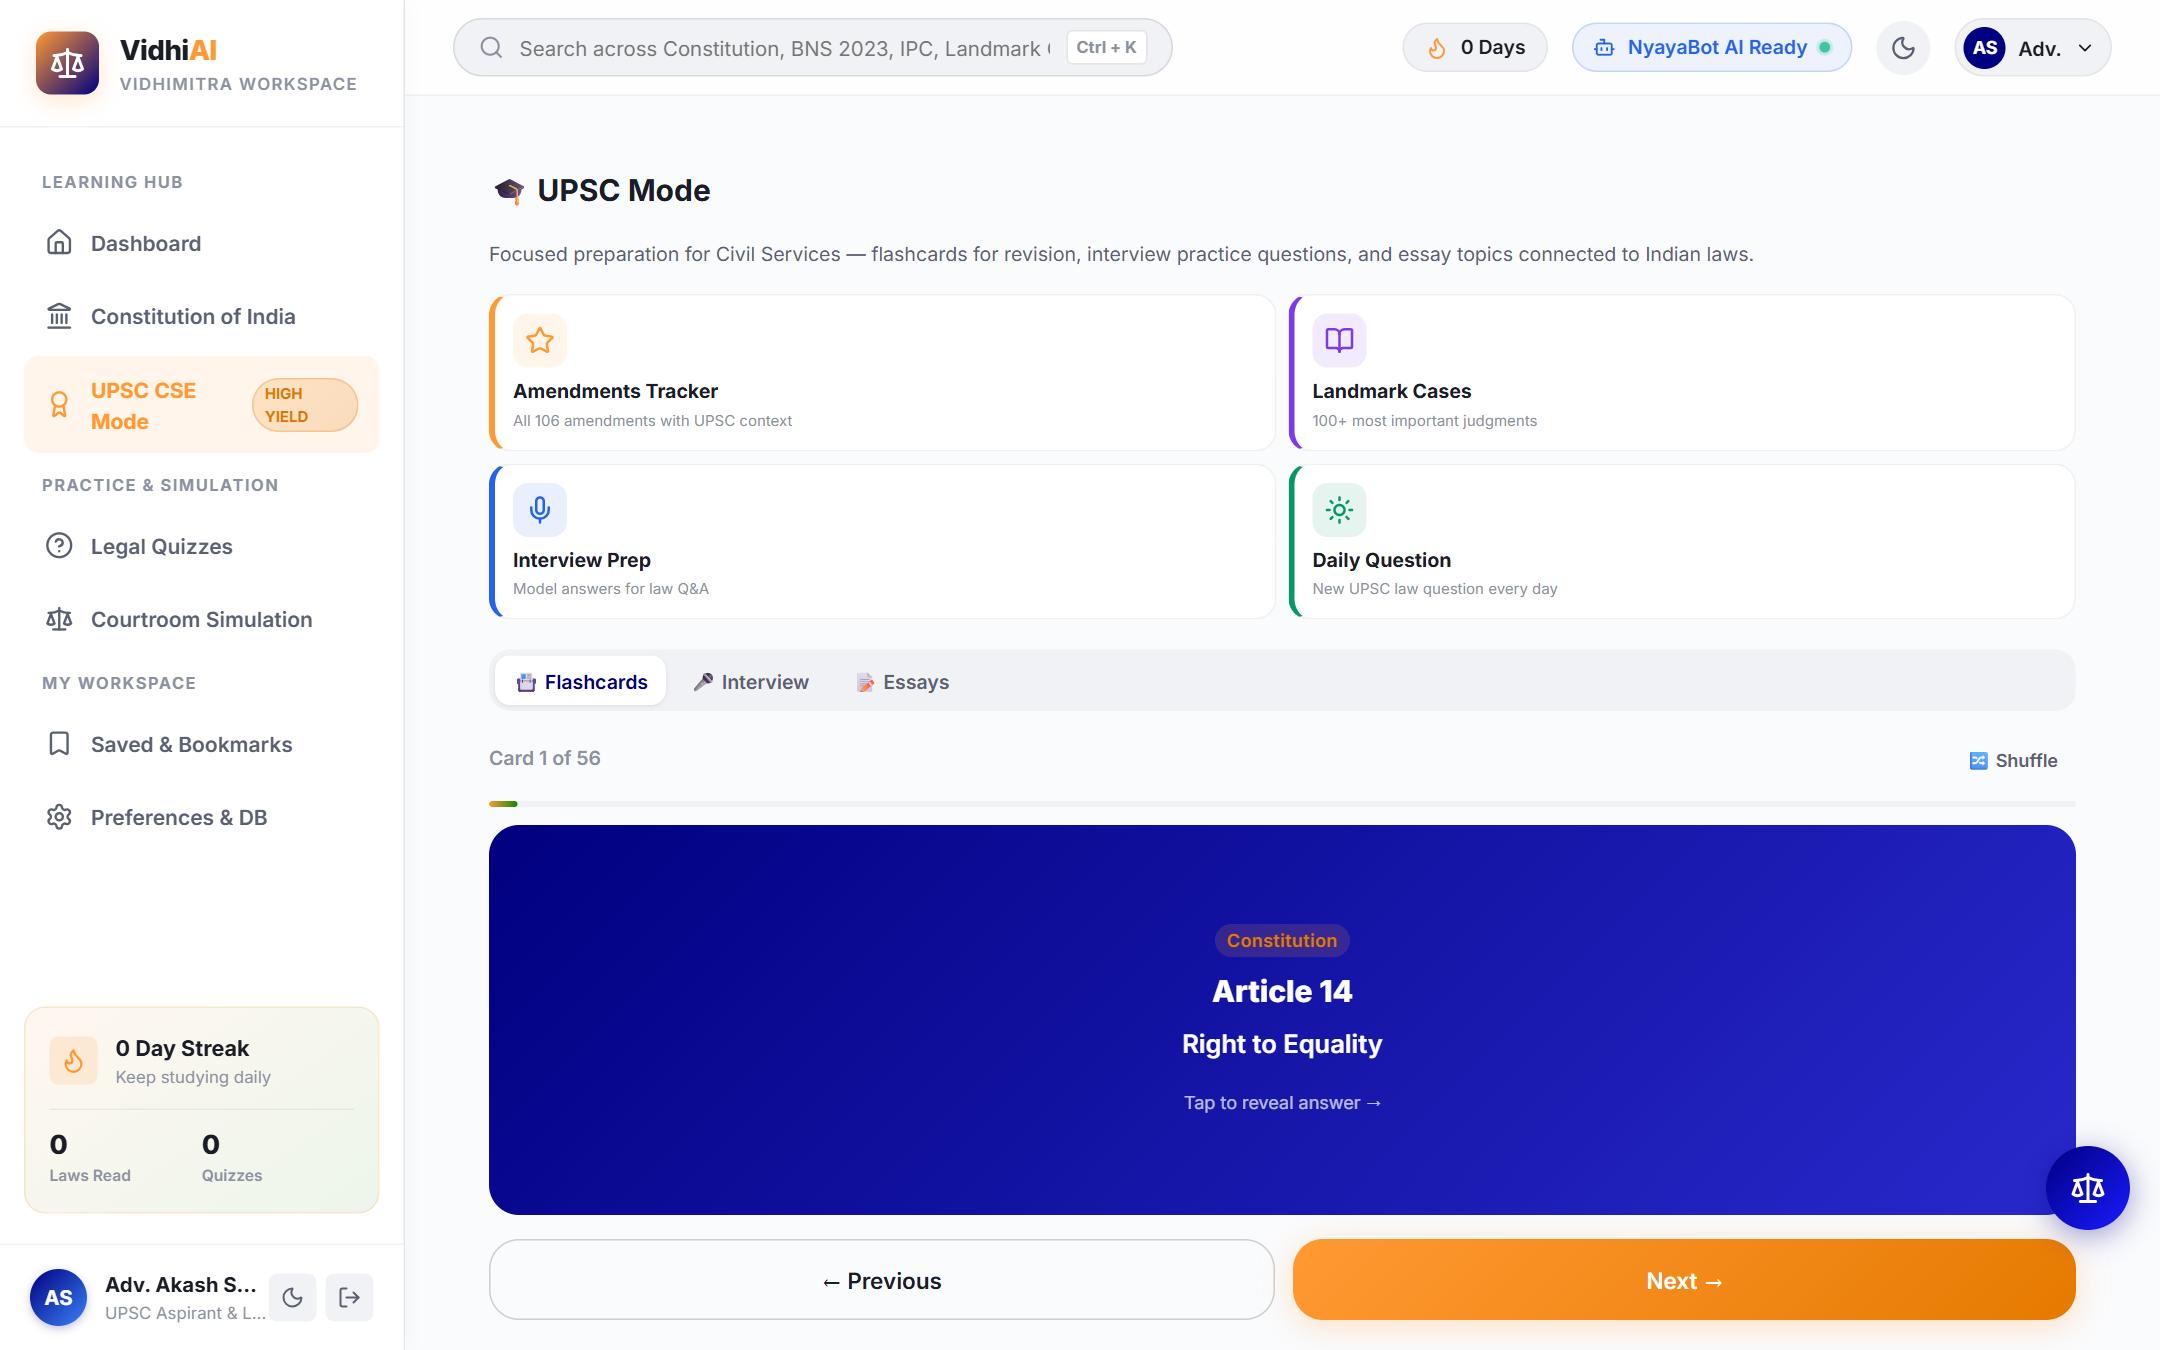 VidhiAI
VIDHIMITRA WORKSPACE
LEARNING HUB
Dashboard
Constitution of India
UPSC CSE
Mode
HIGH
YIELD
PRACTICE & SIMULATION
Legal Quizzes
Courtroom Simulation
MY WORKSPACE
Saved & Bookmarks
Preferences & DB
0 Day Streak
Keep studying daily
0
Laws Read
0
Quizzes
AS
Adv. Akash S...
UPSC Aspirant & L...
Search across Constitution, BNS 2023, IPC, Landmark
Ctrl + K
0 Days
NyayaBot AI Ready
AS
Adv.
UPSC Mode
Focused preparation for Civil Services — flashcards for revision, interview practice questions, and essay topics connected to Indian laws.
Amendments Tracker
All 106 amendments with UPSC context
Landmark Cases
100+ most important judgments
Interview Prep
Model answers for law Q&A
Daily Question
New UPSC law question every day
Flashcards
Interview
Essays
Card 1 of 56
Shuffle
Constitution
Article 14
Right to Equality
Tap to reveal answer →
← Previous
Next →